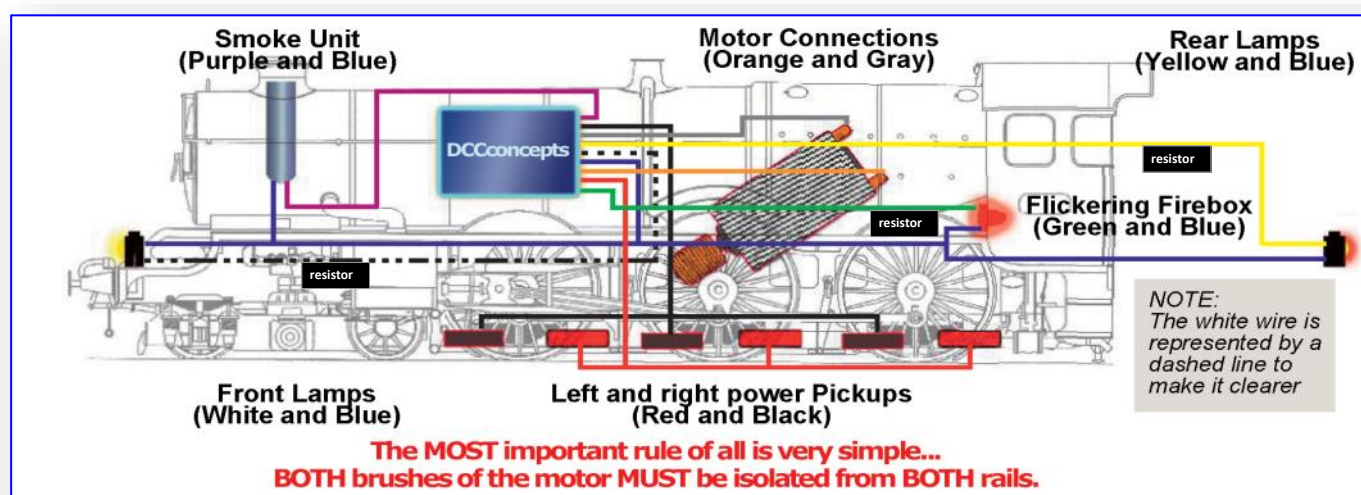 Smoke Unit
(Purple and Blue)
Motor Connections
(Orange and Gray)
Rear Lamps
(Yellow and Blue)
DCCconcepts
resistor
Flickering Firebox
(Green and Blue)
resistor
resistor
NOTE:
The white wire is
represented by a
dashed line to
make it clearer
Front Lamps
(White and Blue)
Left and right power Pickups
(Red and Black)
The MOST important rule of all is very simple...
BOTH brushes of the motor MUST be isolated from BOTH rails.